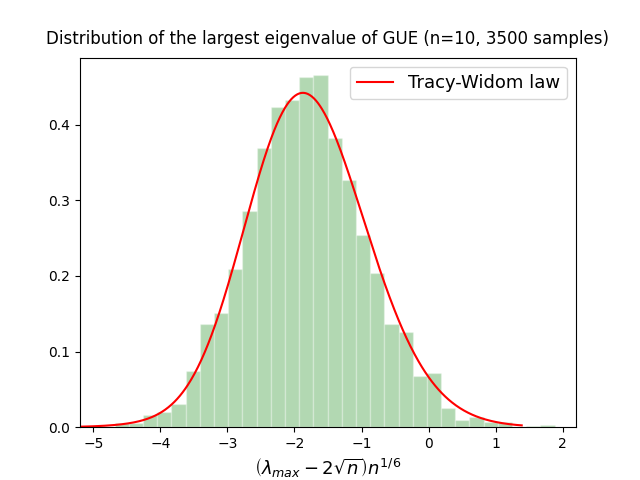 Distribution of the largest eigenvalue of GUE (n=10, 3500 samples)
Tracy-Widom law
0.4
0.3
0.2
0.1
0.0
−5 −4 −3 −2 −1 0 1 2
(λ_max − 2√n)n^{1/6}